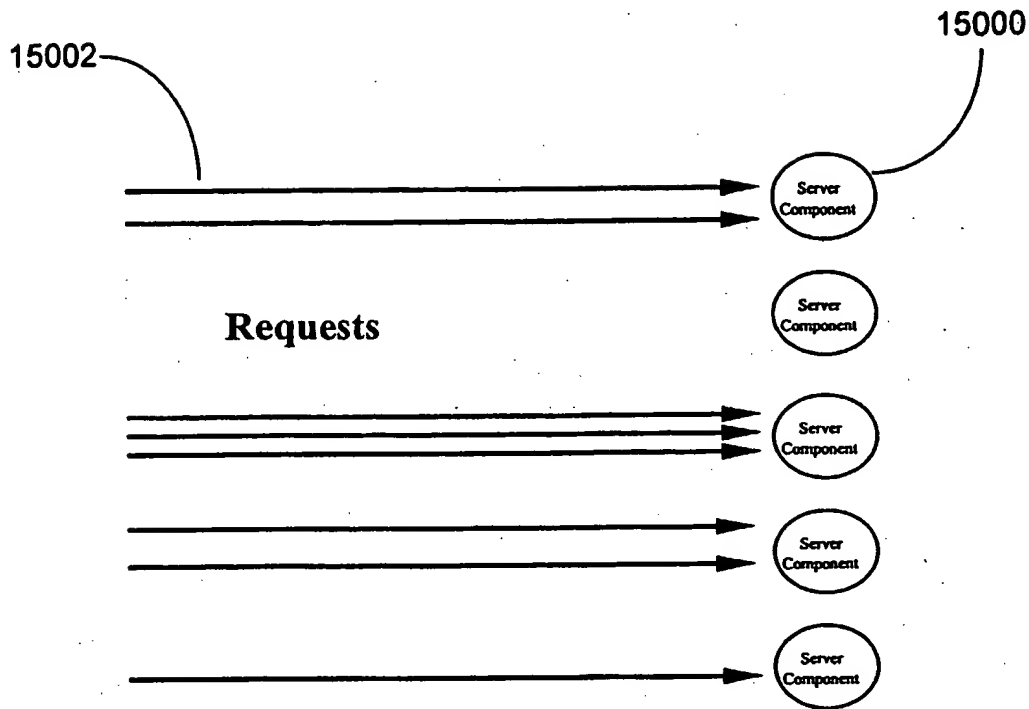 15000
15002
Server
Component
Server
Component
Requests
Server
Component
Server
Component
Server
Component